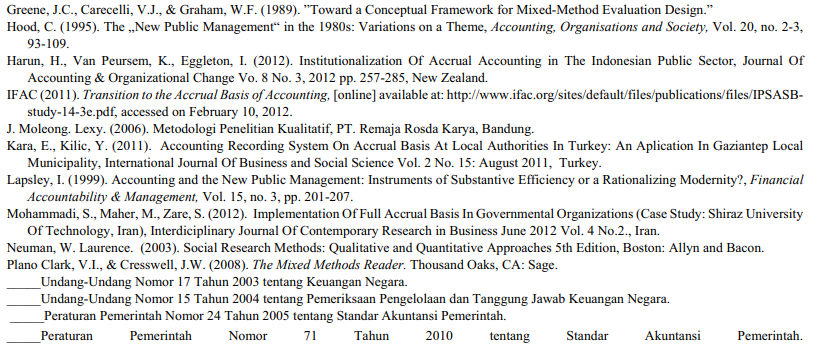 Greene, J.C., Carecelli, V.J., & Graham, W.F. (1989). ”Toward a Conceptual Framework for Mixed-Method Evaluation Design.”
Hood, C. (1995). The „New Public Management“ in the 1980s: Variations on a Theme, Accounting, Organisations and Society, Vol. 20, no. 2-3,
93-109.
Harun, H., Van Peursem, K., Eggleton, I. (2012). Institutionalization Of Accrual Accounting in The Indonesian Public Sector, Journal Of
Accounting & Organizational Change Vo. 8 No. 3, 2012 pp. 257-285, New Zealand.
IFAC (2011). Transition to the Accrual Basis of Accounting, [online] available at: http://www.ifac.org/sites/default/files/publications/files/IPSASB-
study-14-3e.pdf, accessed on February 10, 2012.
J. Moleong. Lexy. (2006). Metodologi Penelitian Kualitatif, PT. Remaja Rosda Karya, Bandung.
Kara, E., Kilic, Y. (2011). Accounting Recording System On Accrual Basis At Local Authorities In Turkey: An Aplication In Gaziantep Local
Municipality, International Journal Of Business and Social Science Vol. 2 No. 15: August 2011, Turkey.
Lapsley, I. (1999). Accounting and the New Public Management: Instruments of Substantive Efficiency or a Rationalizing Modernity?, Financial
Accountability & Management, Vol. 15, no. 3, pp. 201-207.
Mohammadi, S., Maher, M., Zare, S. (2012). Implementation Of Full Accrual Basis In Governmental Organizations (Case Study: Shiraz University
Of Technology, Iran), Interdiciplinary Journal Of Contemporary Research in Business June 2012 Vol. 4 No.2., Iran.
Neuman, W. Laurence. (2003). Social Research Methods: Qualitative and Quantitative Approaches 5th Edition, Boston: Allyn and Bacon.
Plano Clark, V.I., & Cresswell, J.W. (2008). The Mixed Methods Reader. Thousand Oaks, CA: Sage.
_____Undang-Undang Nomor 17 Tahun 2003 tentang Keuangan Negara.
_____Undang-Undang Nomor 15 Tahun 2004 tentang Pemeriksaan Pengelolaan dan Tanggung Jawab Keuangan Negara.
_____Peraturan Pemerintah Nomor 24 Tahun 2005 tentang Standar Akuntansi Pemerintah.
_____Peraturan Pemerintah Nomor 71 Tahun 2010 tentang Standar Akuntansi Pemerintah.